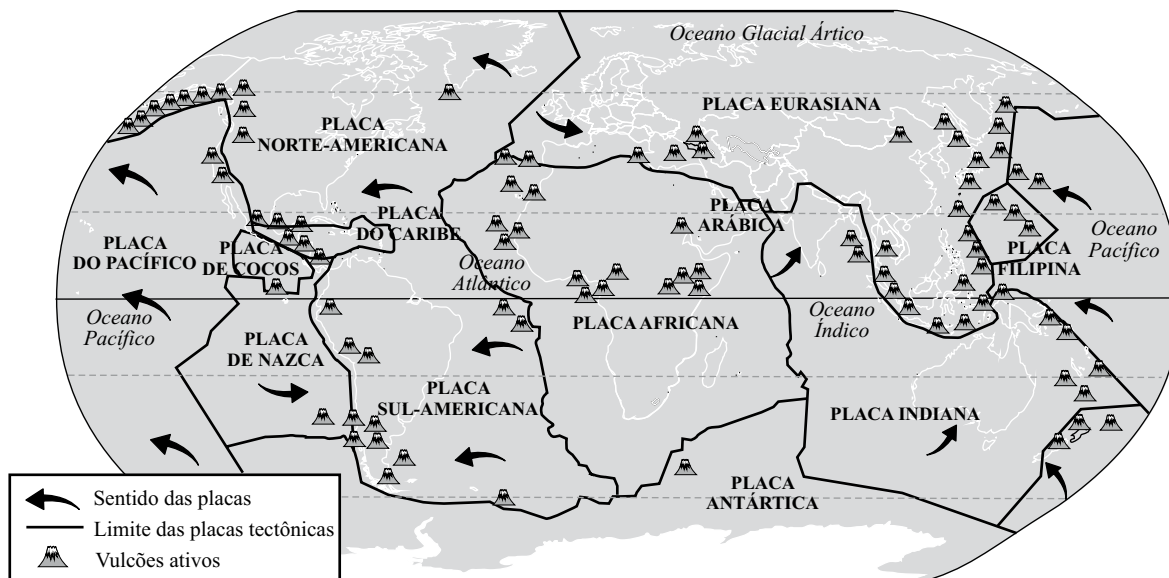 Oceano Glacial Ártico
PLACA EURASIANA
PLACA
NORTE-AMERICANA
PLACA
DO CARIBE
PLACA
ARÁBICA
PLACA
DO PACÍFICO
PLACA
DE COCOS
Oceano
Atlântico
PLACA
FILIPINA
Oceano
Pacífico
Oceano
Pacífico
PLACA AFRICANA
Oceano
Índico
PLACA
DE NAZCA
PLACA
SUL-AMERICANA
PLACA INDIANA
PLACA
ANTÁRTICA
Sentido das placas
Limite das placas tectônicas
Vulcões ativos